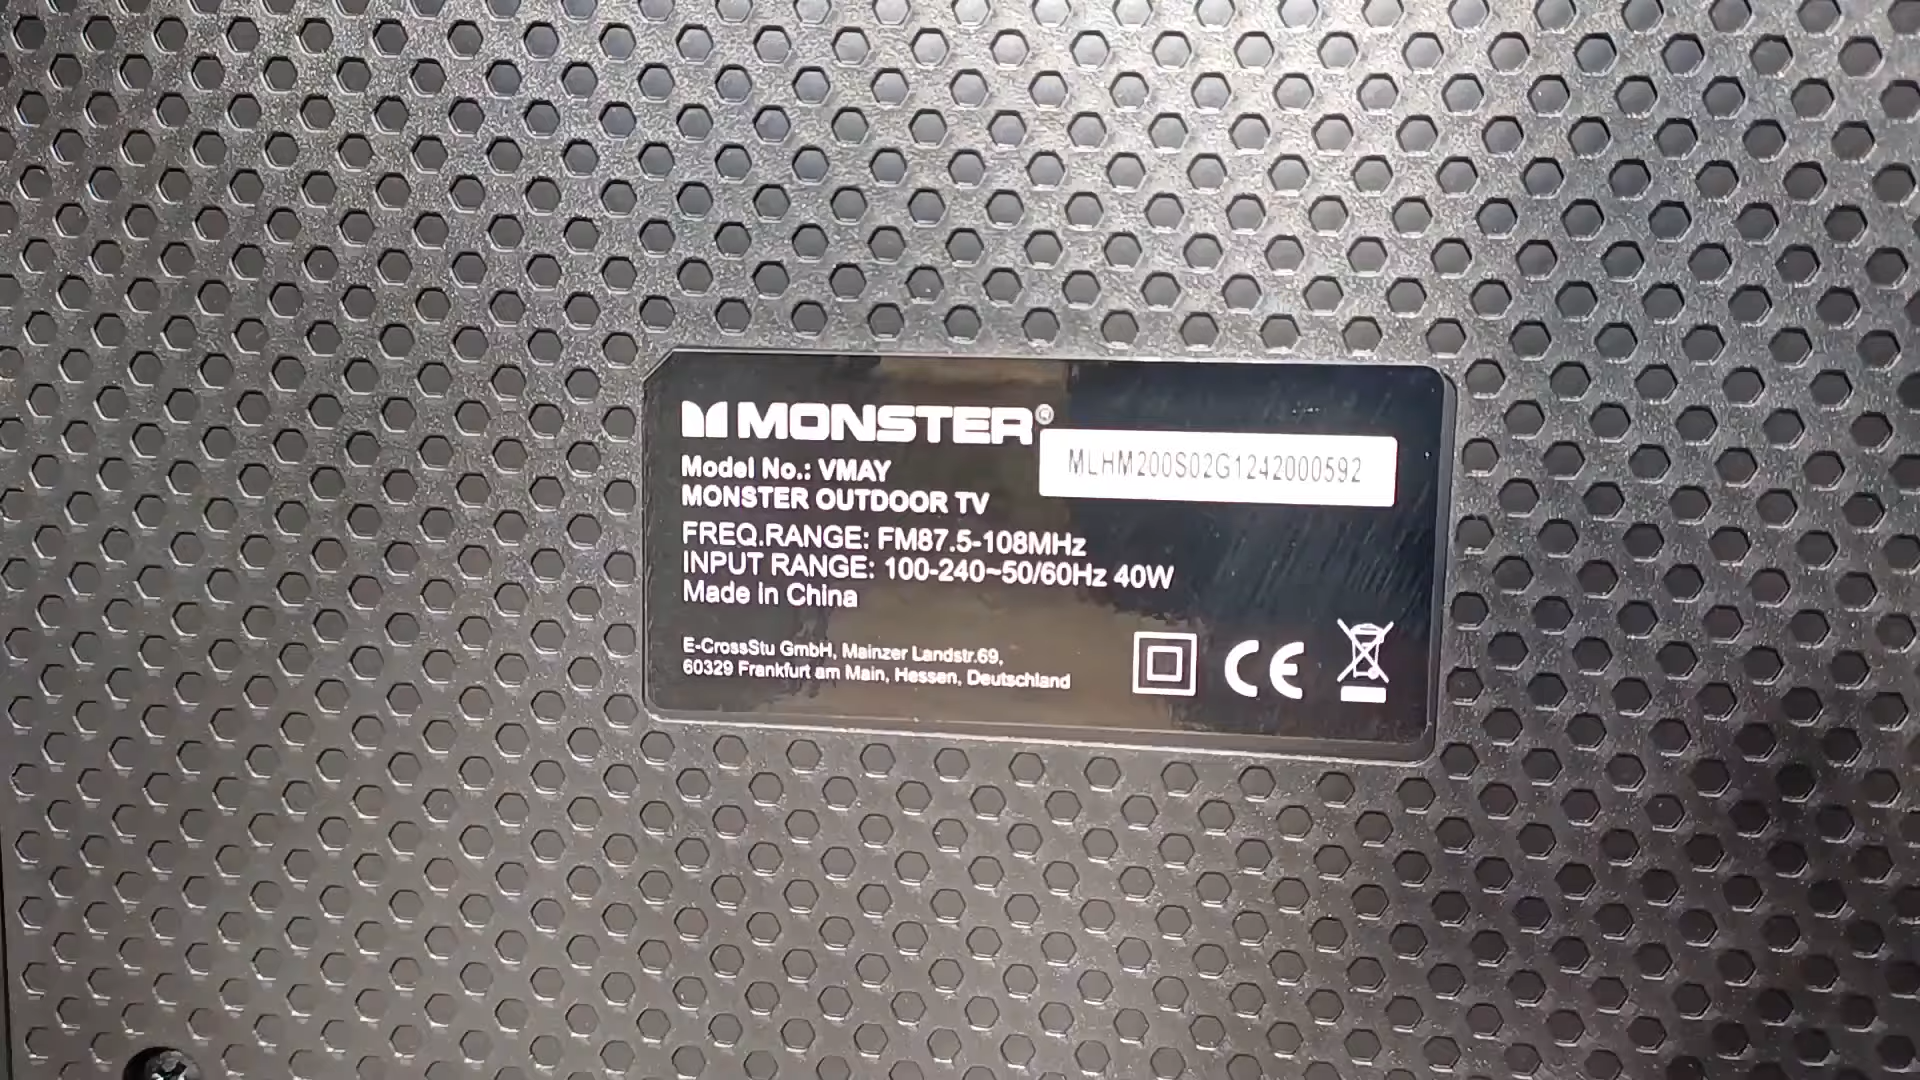 MONSTER®
MLHM200S02G1242000592
Model No.: VMAY
MONSTER OUTDOOR TV
FREQ.RANGE: FM87.5-108MHz
INPUT RANGE: 100-240~50/60Hz 40W
Made in China
E-CrossStu GmbH, Mainzer Landstr.69,
60329 Frankfurt am Main, Hessen, Deutschland
CE